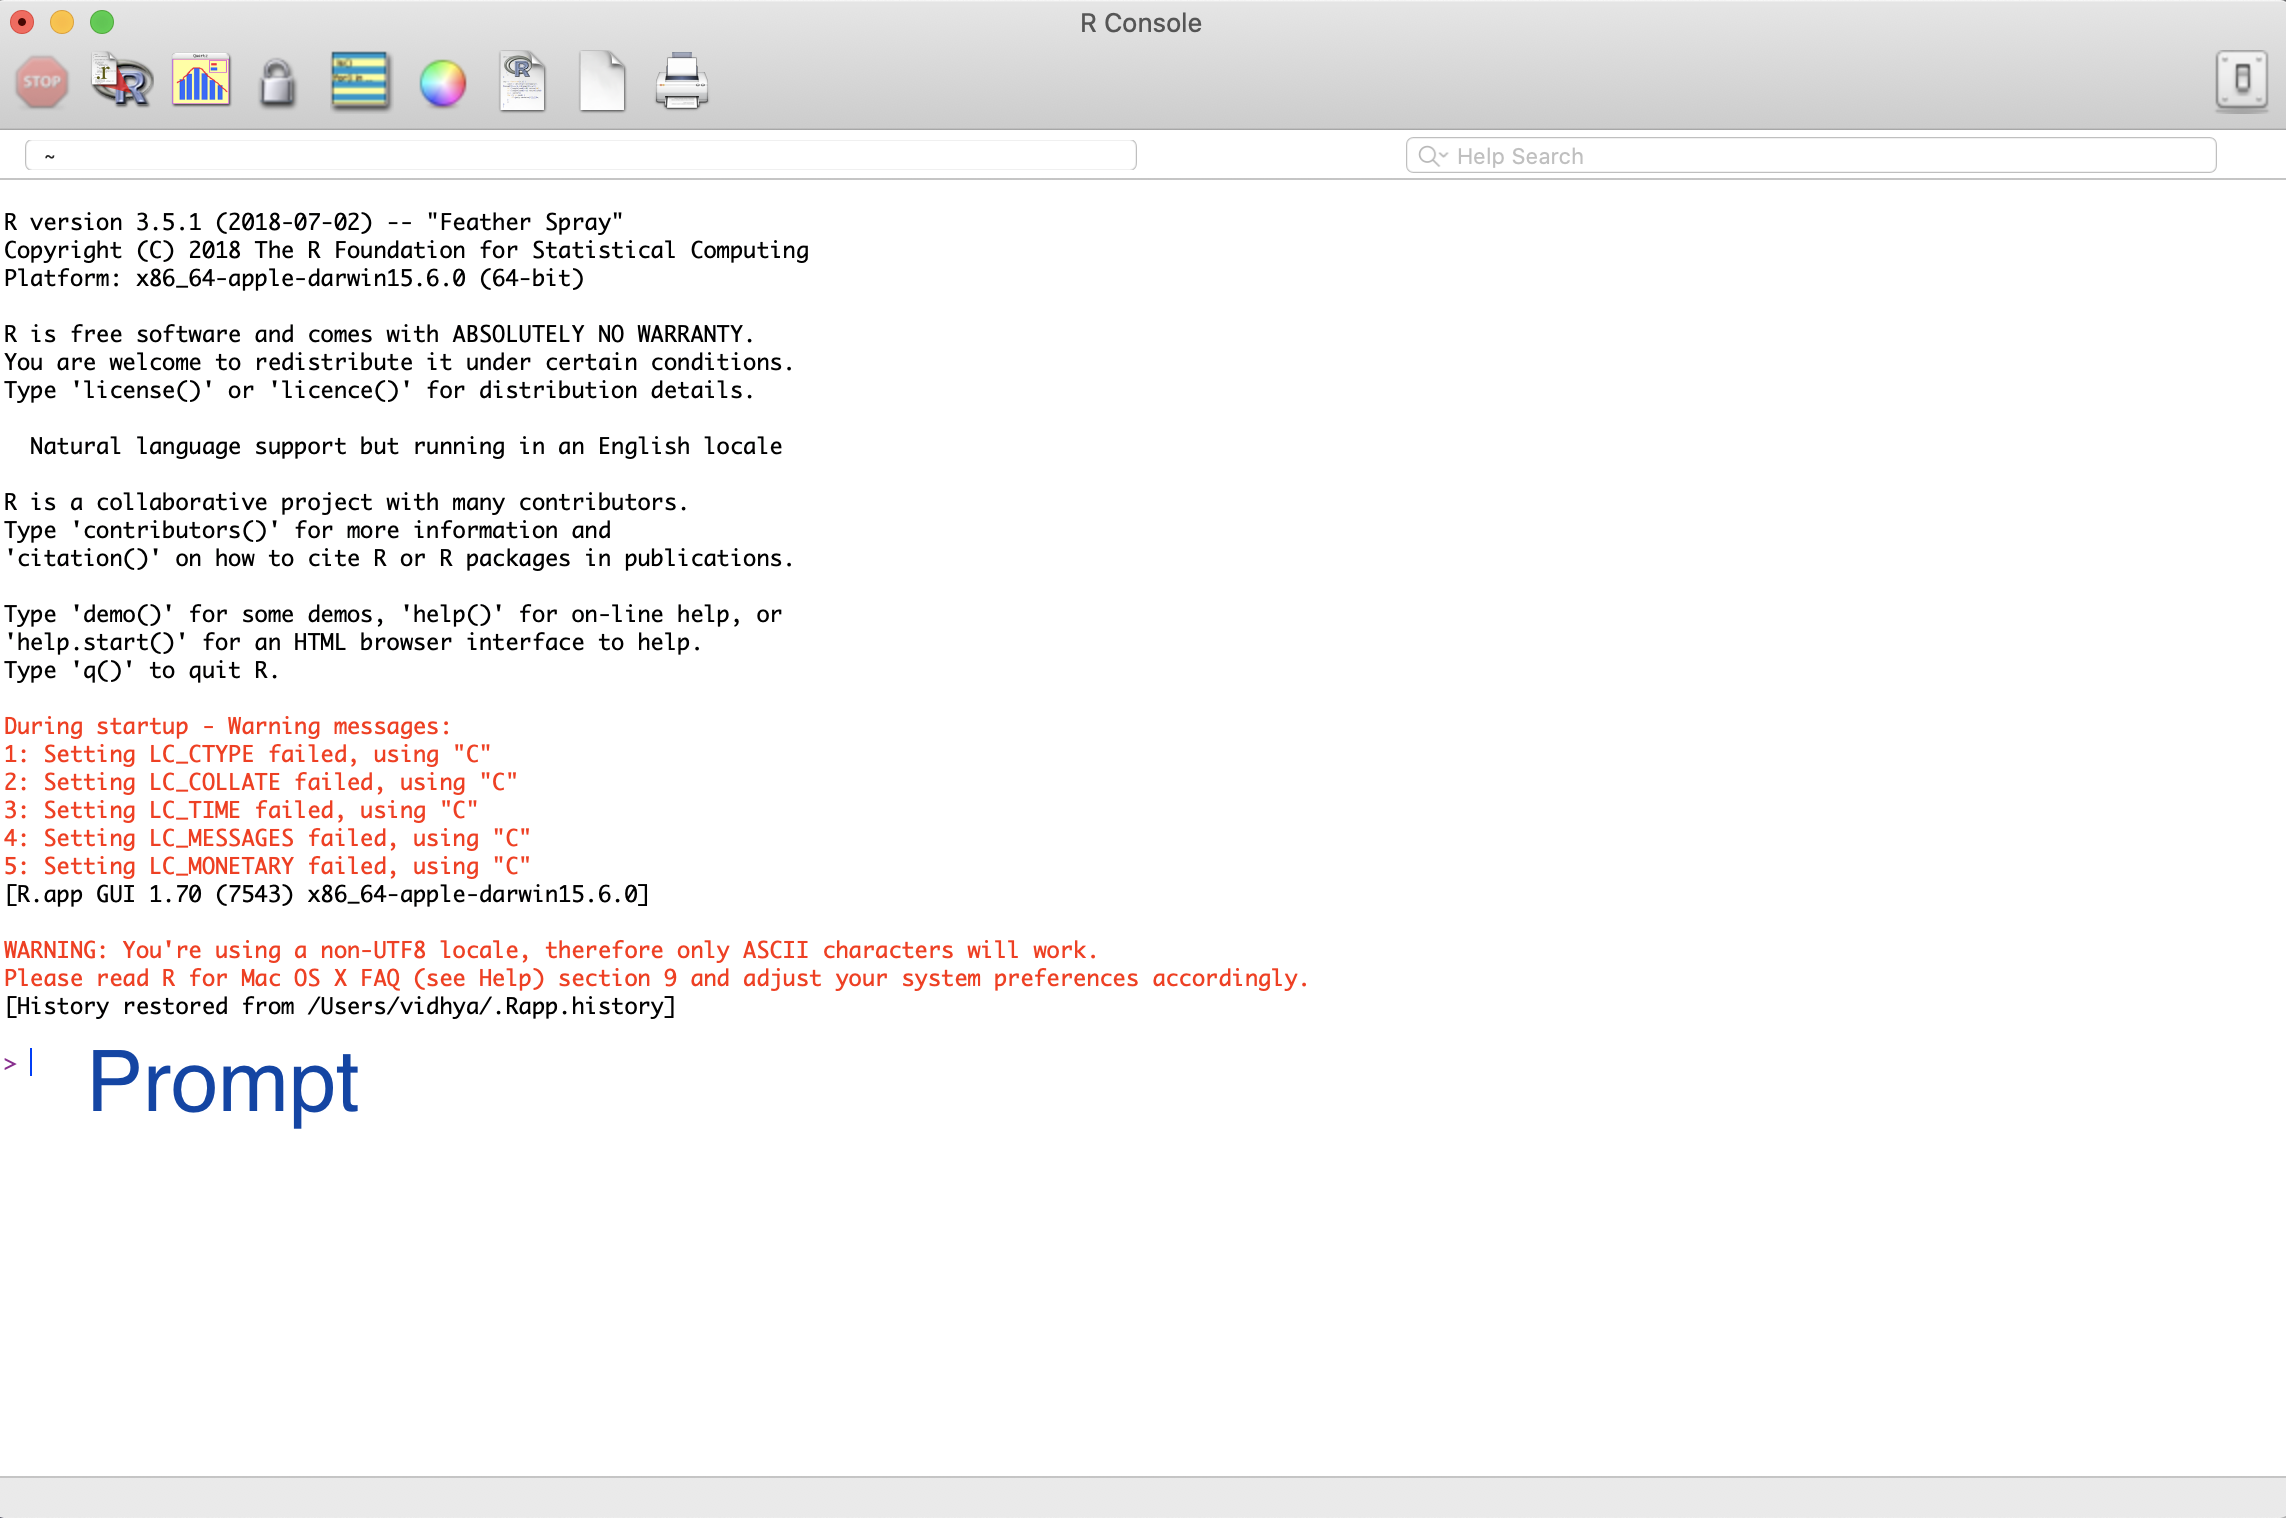 R Console
STOP
~
Help Search
R version 3.5.1 (2018-07-02) -- "Feather Spray"
Copyright (C) 2018 The R Foundation for Statistical Computing
Platform: x86_64-apple-darwin15.6.0 (64-bit)
R is free software and comes with ABSOLUTELY NO WARRANTY.
You are welcome to redistribute it under certain conditions.
Type 'license()' or 'licence()' for distribution details.
Natural language support but running in an English locale
R is a collaborative project with many contributors.
Type 'contributors()' for more information and
'citation()' on how to cite R or R packages in publications.
Type 'demo()' for some demos, 'help()' for on-line help, or
'help.start()' for an HTML browser interface to help.
Type 'q()' to quit R.
During startup - Warning messages:
1: Setting LC_CTYPE failed, using "C"
2: Setting LC_COLLATE failed, using "C"
3: Setting LC_TIME failed, using "C"
4: Setting LC_MESSAGES failed, using "C"
5: Setting LC_MONETARY failed, using "C"
[R.app GUI 1.70 (7543) x86_64-apple-darwin15.6.0]
WARNING: You're using a non-UTF8 locale, therefore only ASCII characters will work.
Please read R for Mac OS X FAQ (see Help) section 9 and adjust your system preferences accordingly.
[History restored from /Users/vidhya/.Rapp.history]
> Prompt